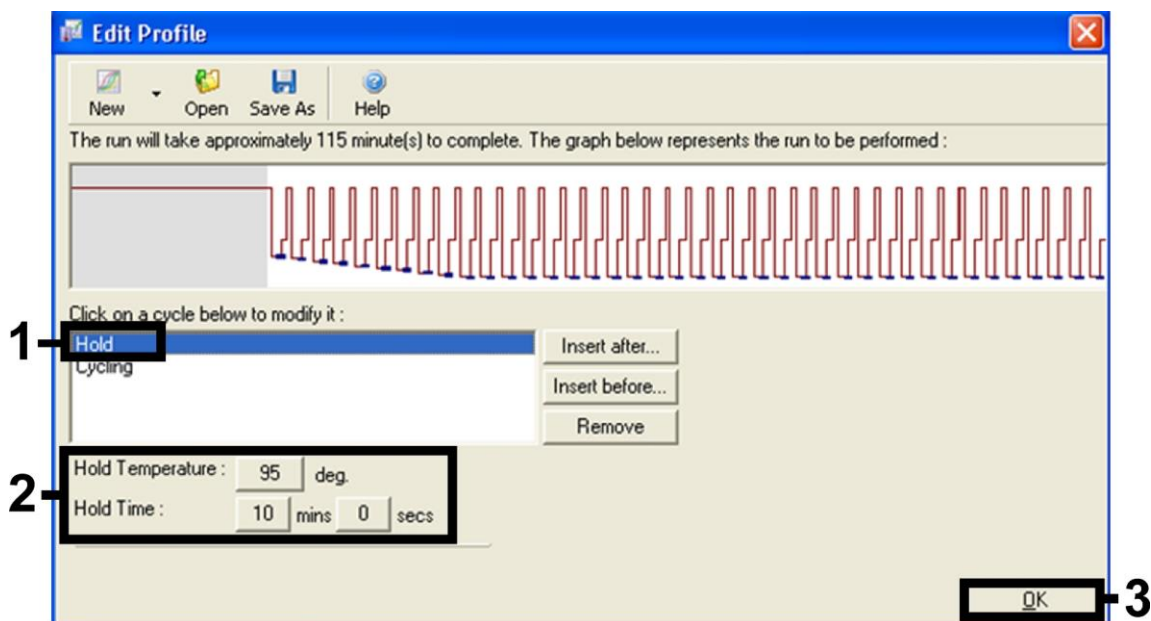 Edit Profile
New Open Save As Help
The run will take approximately 115 minute(s) to complete. The graph below represents the run to be performed :
Click on a cycle below to modify it :
1
Hold
Cycling
Insert after...
Insert before...
Remove
2
Hold Temperature : 95 deg.
Hold Time : 10 mins 0 secs
OK
3